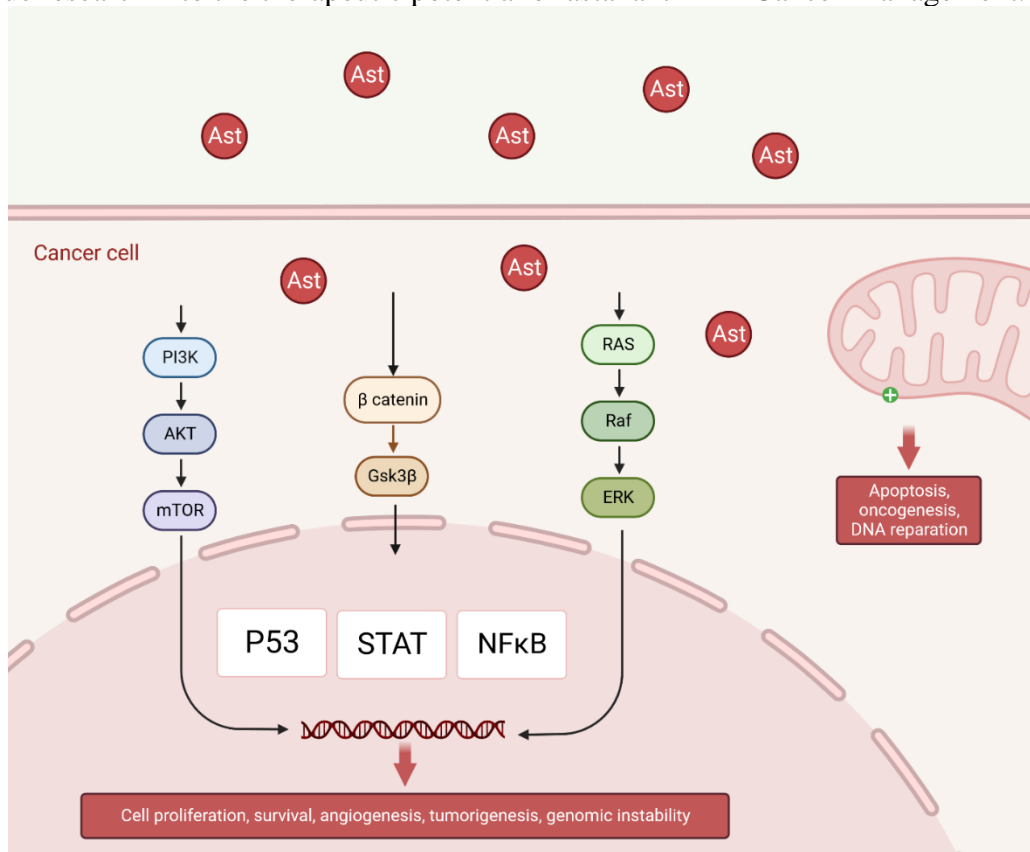 Ast
Ast
Ast
Ast
Ast
Cancer cell
Ast
Ast
Ast
PI3K
AKT
mTOR
β catenin
Gsk3β
RAS
Raf
ERK
Apoptosis,
oncogenesis,
DNA reparation
P53
STAT
NFκB
Cell proliferation, survival, angiogenesis, tumorigenesis, genomic instability